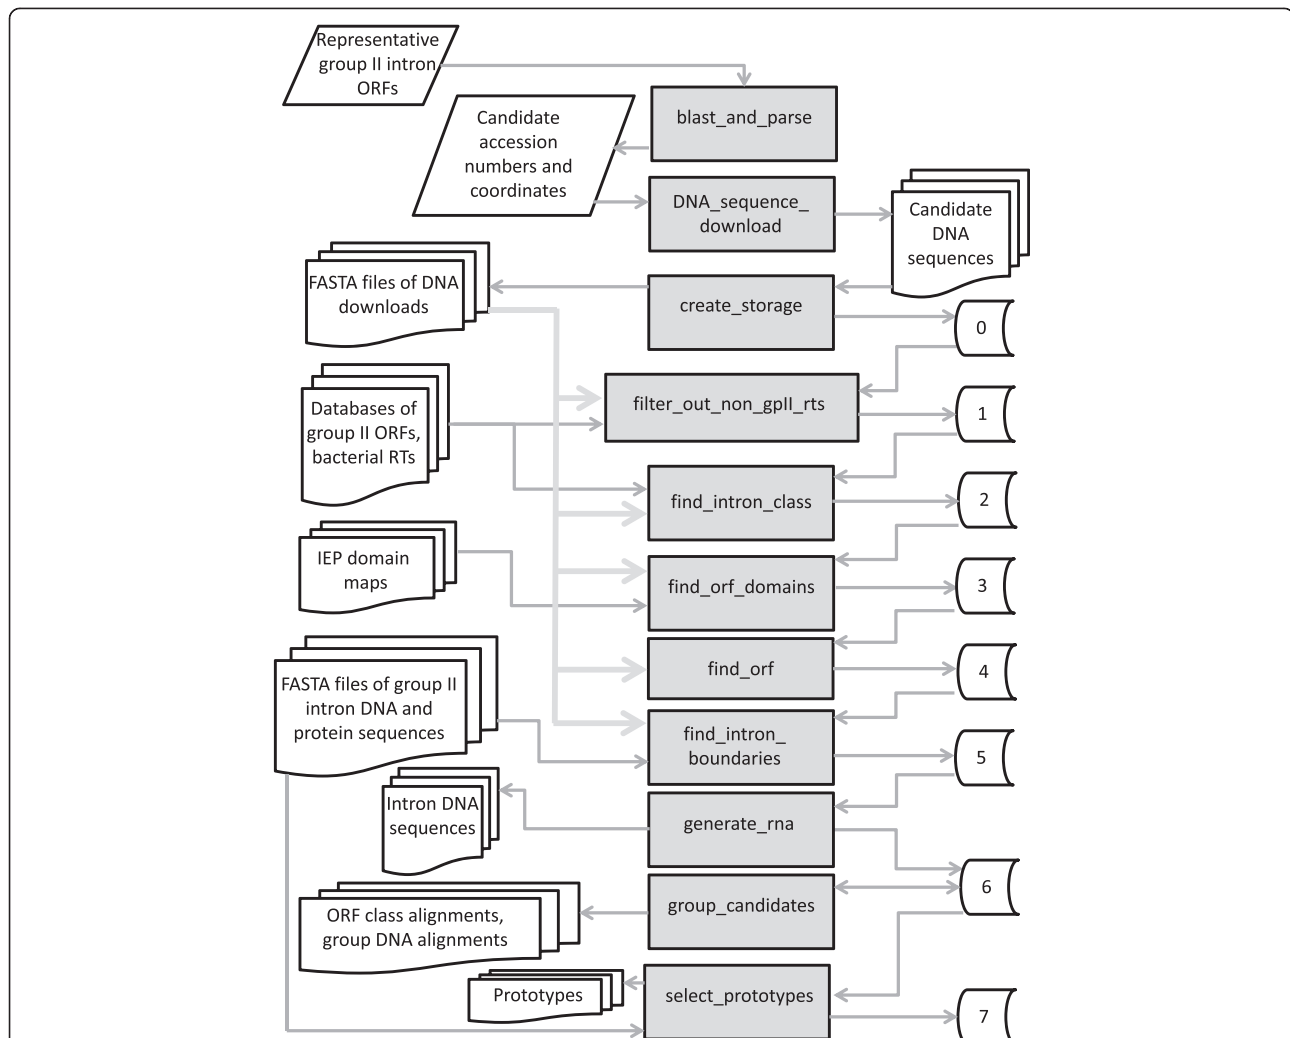 Representative
group II intron
ORFs
blast_and_parse
Candidate
accession
numbers and
coordinates
DNA_sequence_
download
Candidate
DNA
sequences
FASTA files of DNA
downloads
create_storage
0
Databases of
group II ORFs,
bacterial RTs
filter_out_non_gpII_rts
1
find_intron_class
2
IEP domain
maps
find_orf_domains
3
FASTA files of group II
intron DNA and
protein sequences
find_orf
4
find_intron_
boundaries
5
Intron DNA
sequences
generate_rna
6
ORF class alignments,
group DNA alignments
group_candidates
Prototypes
select_prototypes
7